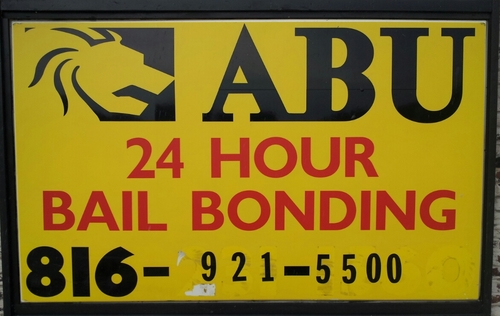 ABU
24 HOUR
BAIL BONDING
816-921-5500